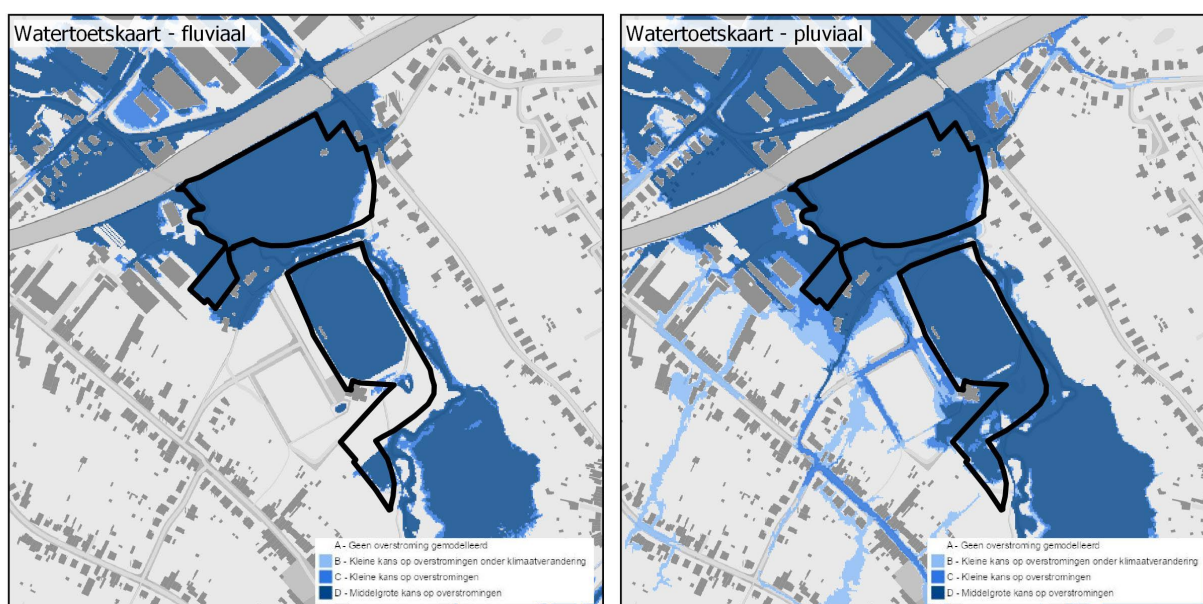 Watertoetskaart - fluviaal
A - Geen overstroming gemodelleerd
B - Kleine kans op overstromingen onder klimaatverandering
C - Kleine kans op overstromingen
D - Middelgrote kans op overstromingen
Watertoetskaart - pluviaal
A - Geen overstroming gemodelleerd
B - Kleine kans op overstromingen onder klimaatverandering
C - Kleine kans op overstromingen
D - Middelgrote kans op overstromingen